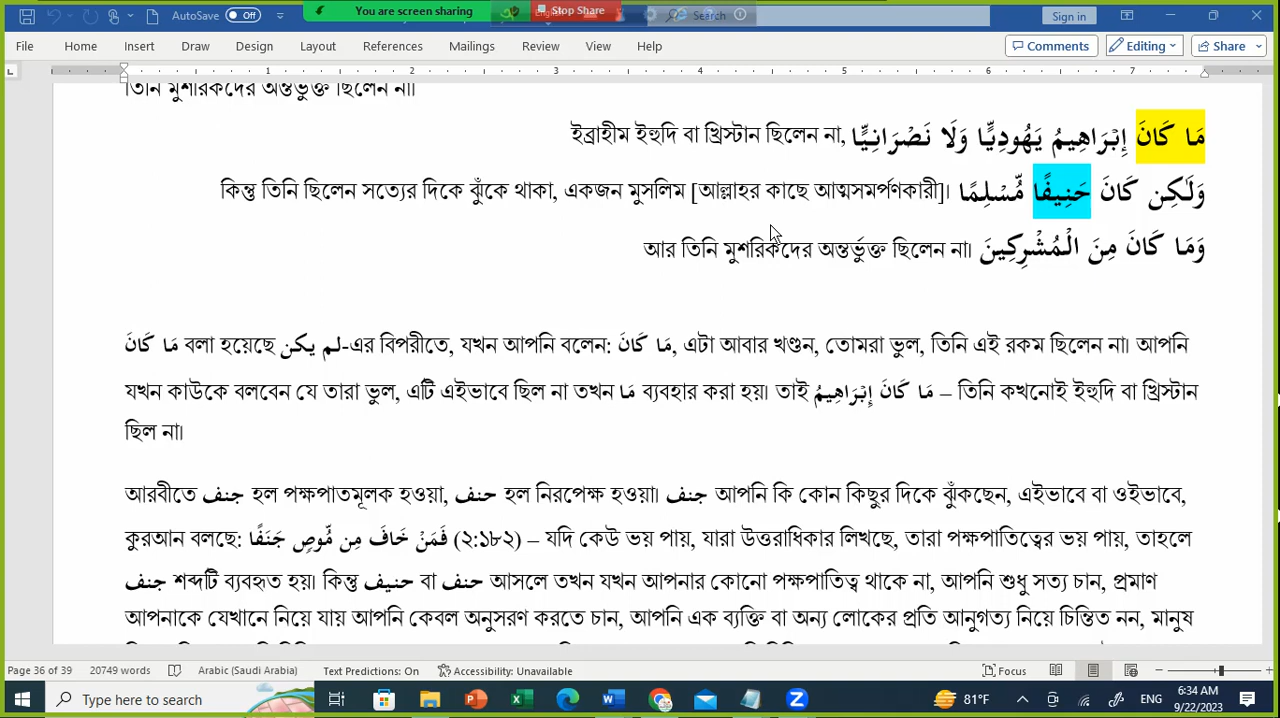 AutoSave Off
You are screen sharing
Stop Share
Search
Sign in
File Home Insert Draw Design Layout References Mailings Review View Help
Comments Editing Share
1 2 3 4 5 6 7
তিনি মুশরিকদের অন্তর্ভুক্ত ছিলেন না।
مَا كَانَ إِبْرَاهِيمُ يَهُودِيًّا وَلَا نَصْرَانِيًّا ইব্রাহীম ইহুদি বা খ্রিস্টান ছিলেন না,
وَلَـٰكِن كَانَ حَنِيفًا مُّسْلِمًا কিন্তু তিনি ছিলেন সত্যের দিকে ঝুঁকে থাকা, একজন মুসলিম [আল্লাহর কাছে আত্মসমর্পণকারী]।
وَمَا كَانَ مِنَ الْمُشْرِكِينَ আর তিনি মুশরিকদের অন্তর্ভুক্ত ছিলেন না।
مَا كَانَ বলা হয়েছে لم يكن-এর বিপরীতে, যখন আপনি বলেন: مَا كَانَ, এটা আবার খণ্ডন, তোমরা ভুল, তিনি এই রকম ছিলেন না। আপনি
যখন কাউকে বলবেন যে তারা ভুল, এটি এইভাবে ছিল না তখন مَا ব্যবহার করা হয়। তাই مَا كَانَ إِبْرَاهِيمُ – তিনি কখনোই ইহুদি বা খ্রিস্টান
ছিল না।
আরবীতে جنف হল পক্ষপাতমূলক হওয়া, حنف হল নিরপেক্ষ হওয়া। جنف আপনি কি কোন কিছুর দিকে ঝুঁকছেন, এইভাবে বা ওইভাবে,
কুরআন বলছে: فَمَنْ خَافَ مِن مُّوصٍ جَنَفًا (২:১৮২) – যদি কেউ ভয় পায়, যারা উত্তরাধিকার লিখছে, তারা পক্ষপাতিত্বের ভয় পায়, তাহলে
جنف শব্দটি ব্যবহৃত হয়। কিন্তু حنيف বা حنف আসলে তখন যখন আপনার কোনো পক্ষপাতিত্ব থাকে না, আপনি শুধু সত্য চান, প্রমাণ
আপনাকে যেখানে নিয়ে যায় আপনি কেবল অনুসরণ করতে চান, আপনি এক ব্যক্তি বা অন্য লোকের প্রতি আনুগত্য নিয়ে চিন্তিত নন, মানুষ
Page 36 of 39 20749 words Arabic (Saudi Arabia) Text Predictions: On Accessibility: Unavailable Focus
Type here to search
81°F ENG 6:34 AM
9/22/2023